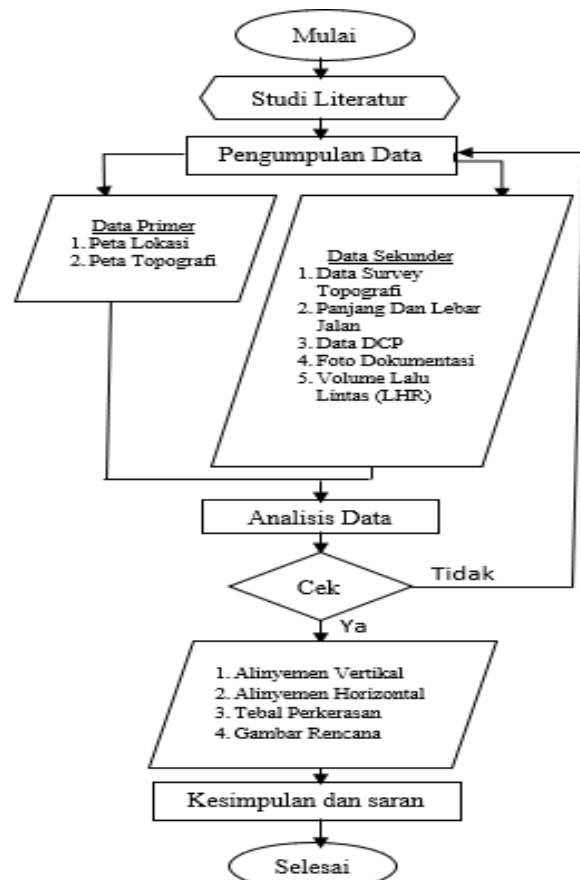 Mulai
Studi Literatur
Pengumpulan Data
Data Primer
1. Peta Lokasi
2. Peta Topografi
Data Sekunder
1. Data Survey
Topografi
2. Panjang Dan Lebar
Jalan
3. Data DCP
4. Foto Dokumentasi
5. Volume Lalu
Lintas (LHR)
Analisis Data
Cek
Tidak
Ya
1. Alinyemen Vertikal
2. Alinyemen Horizontal
3. Tebal Perkerasan
4. Gambar Rencana
Kesimpulan dan saran
Selesai